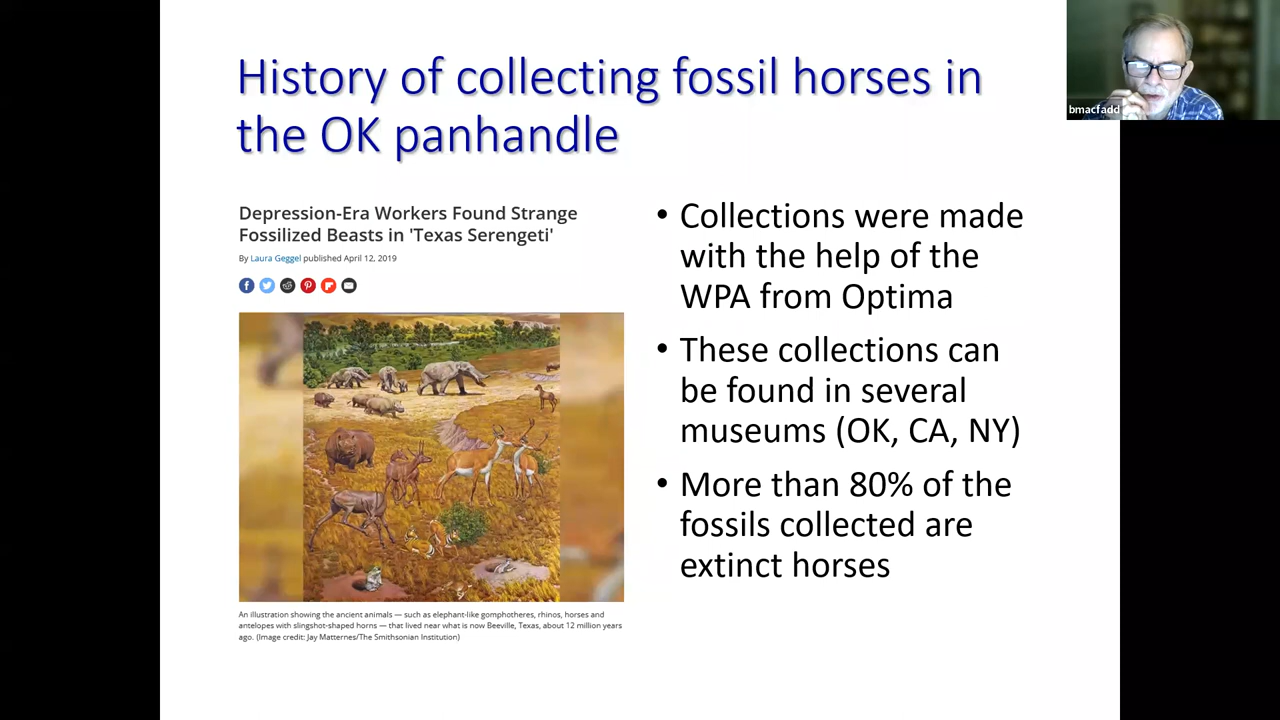 History of collecting fossil horses in
the OK panhandle
bmacfadd
Depression-Era Workers Found Strange
Fossilized Beasts in 'Texas Serengeti'
By Laura Geggel published April 12, 2019
An illustration showing the ancient animals — such as elephant-like gomphotheres, rhinos, horses and
antelopes with slingshot-shaped horns — that lived near what is now Beeville, Texas, about 12 million years
ago. (Image credit: Jay Matternes/The Smithsonian Institution)
• Collections were made
with the help of the
WPA from Optima
• These collections can
be found in several
museums (OK, CA, NY)
• More than 80% of the
fossils collected are
extinct horses